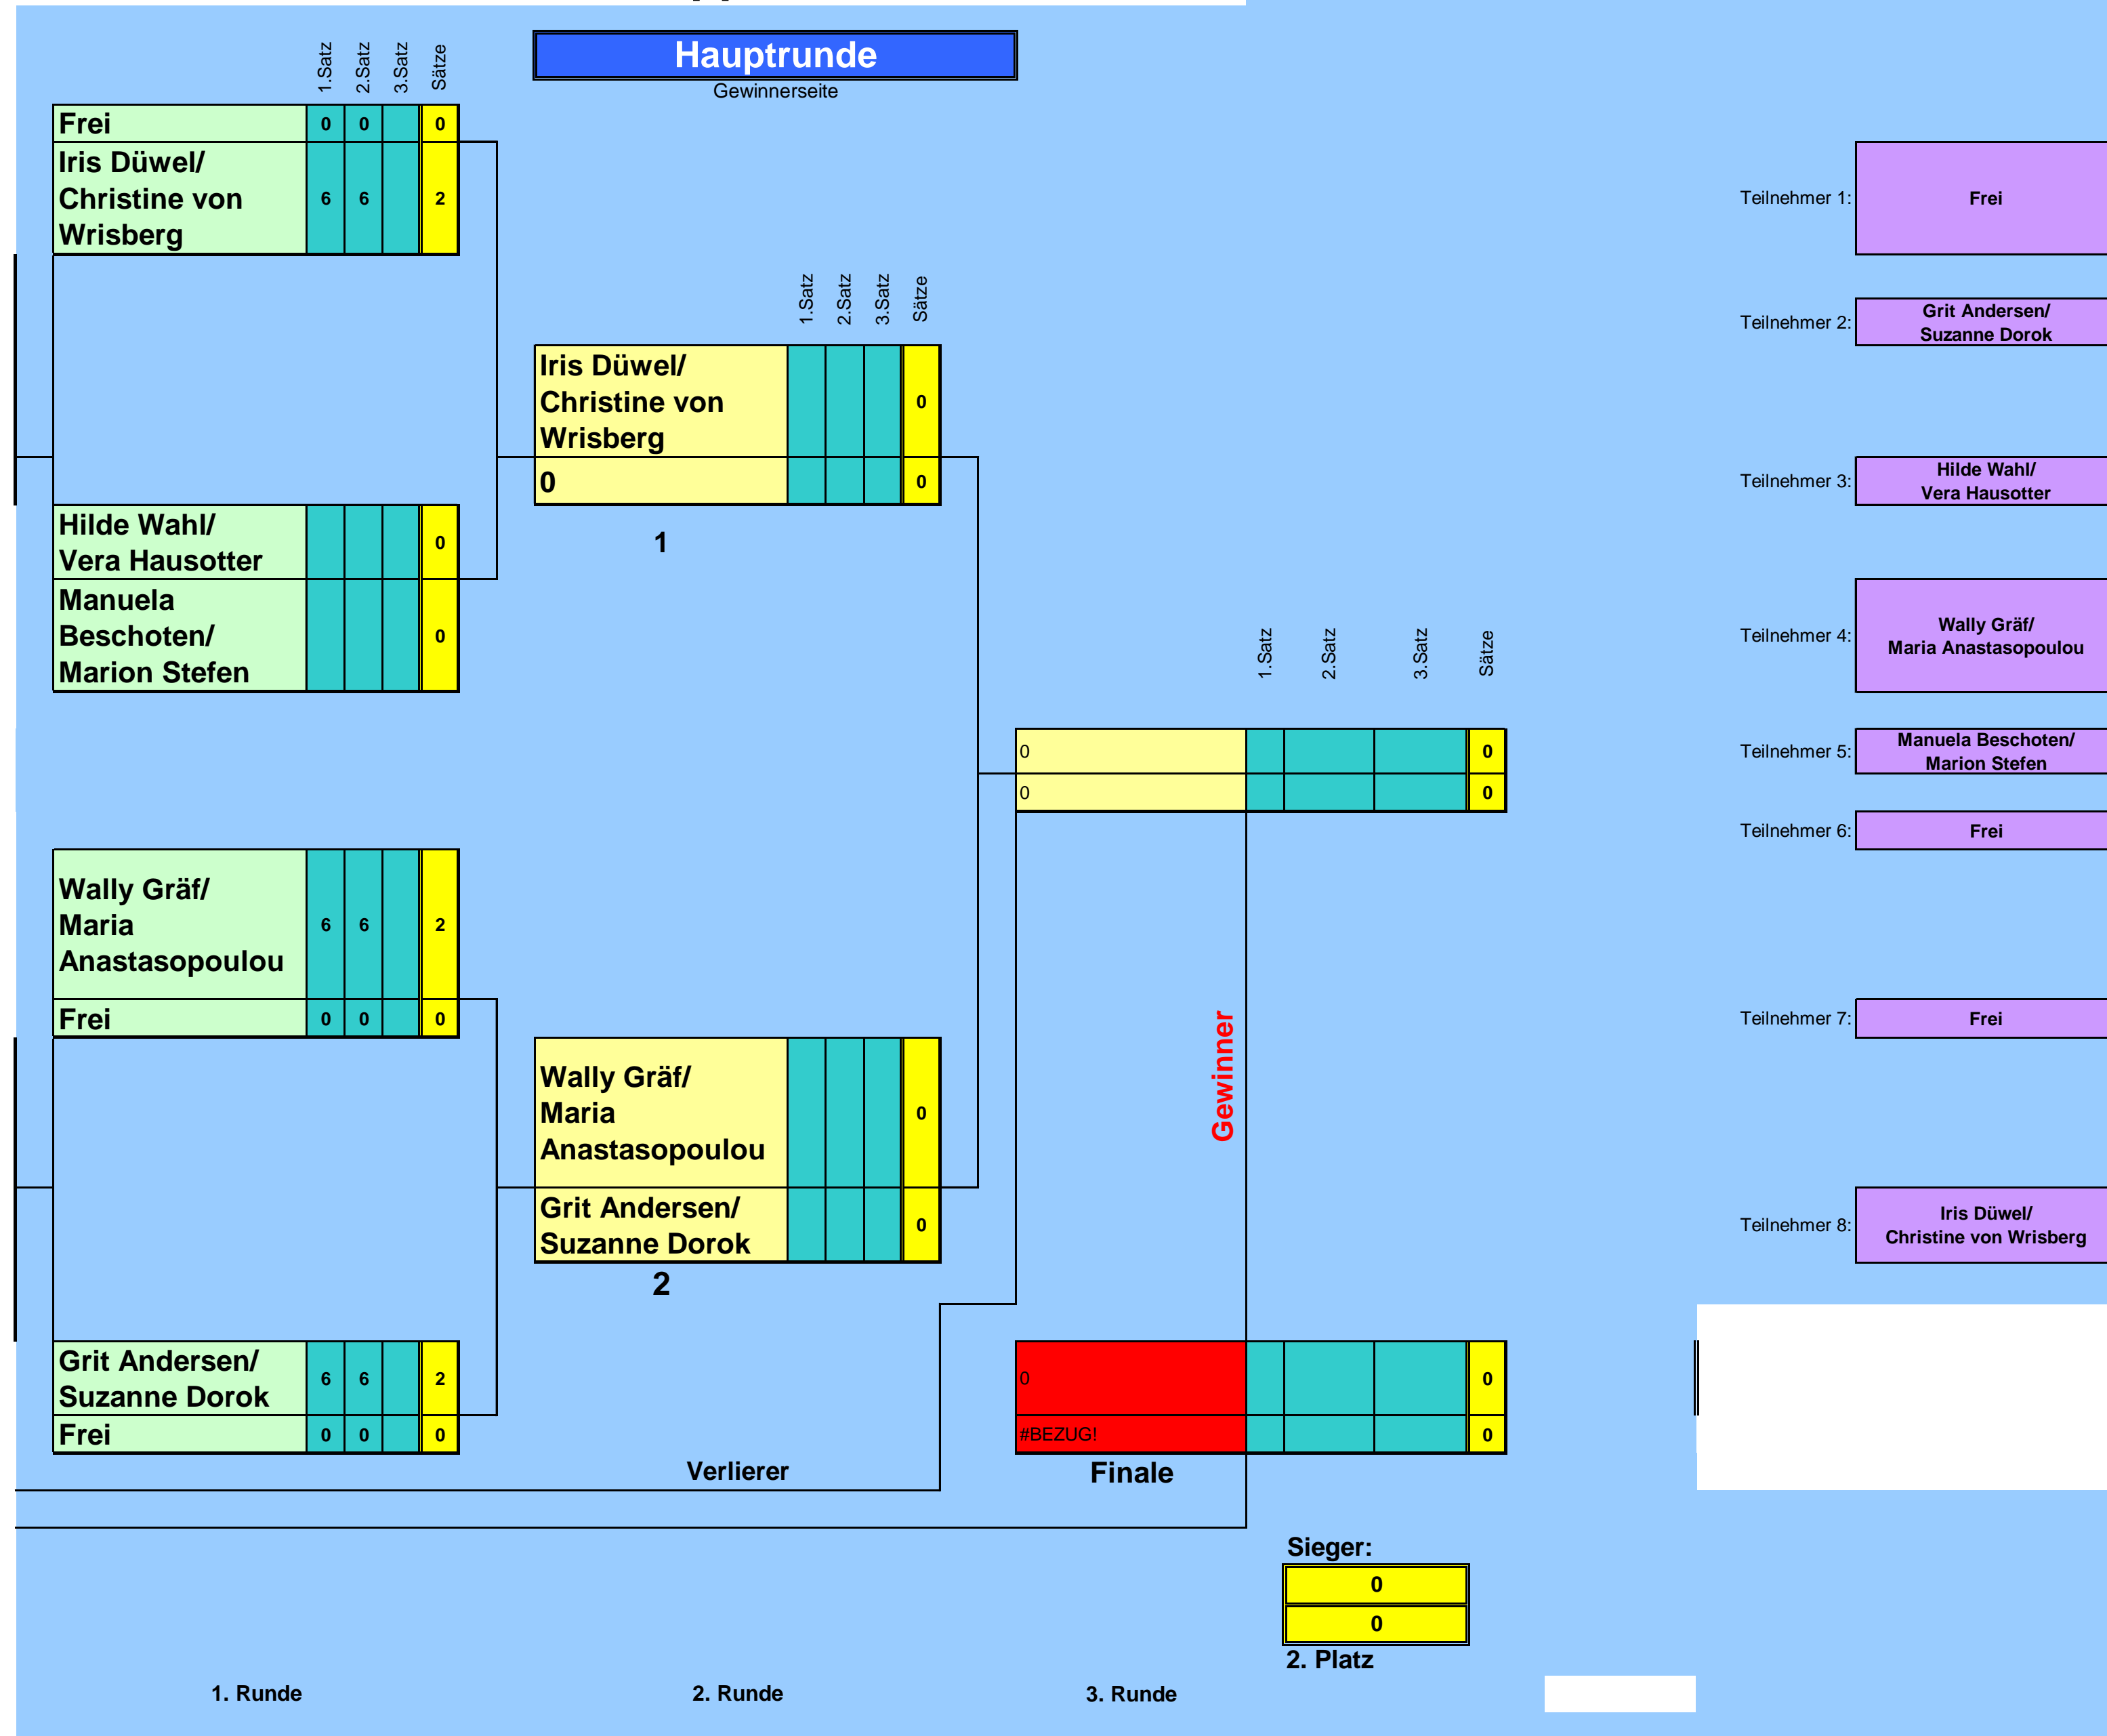 Hauptrunde
Gewinnerseite
1.Satz 2.Satz 3.Satz Sätze
Frei 0 0 0
Iris Düwel/
Christine von 6 6 2
Wrisberg
Teilnehmer 1: Frei
1.Satz 2.Satz 3.Satz Sätze
Teilnehmer 2: Grit Andersen/
Suzanne Dorok
Iris Düwel/
Christine von 0
Wrisberg
0 0
1
Teilnehmer 3: Hilde Wahl/
Vera Hausotter
Hilde Wahl/
Vera Hausotter 0
Manuela
Beschoten/ 0
Marion Stefen
1.Satz 2.Satz 3.Satz Sätze
Teilnehmer 4: Wally Gräf/
Maria Anastasopoulou
0 0
0 0
Teilnehmer 5: Manuela Beschoten/
Marion Stefen
Teilnehmer 6: Frei
Wally Gräf/
Maria 6 6 2
Anastasopoulou
Frei 0 0 0
Teilnehmer 7: Frei
Gewinner
Wally Gräf/
Maria 0
Anastasopoulou
Grit Andersen/
Suzanne Dorok 0
2
Teilnehmer 8: Iris Düwel/
Christine von Wrisberg
Grit Andersen/
Suzanne Dorok 6 6 2
Frei 0 0 0
0 0
#BEZUG! 0
Verlierer
Finale
Sieger:
0
0
2. Platz
1. Runde 2. Runde 3. Runde